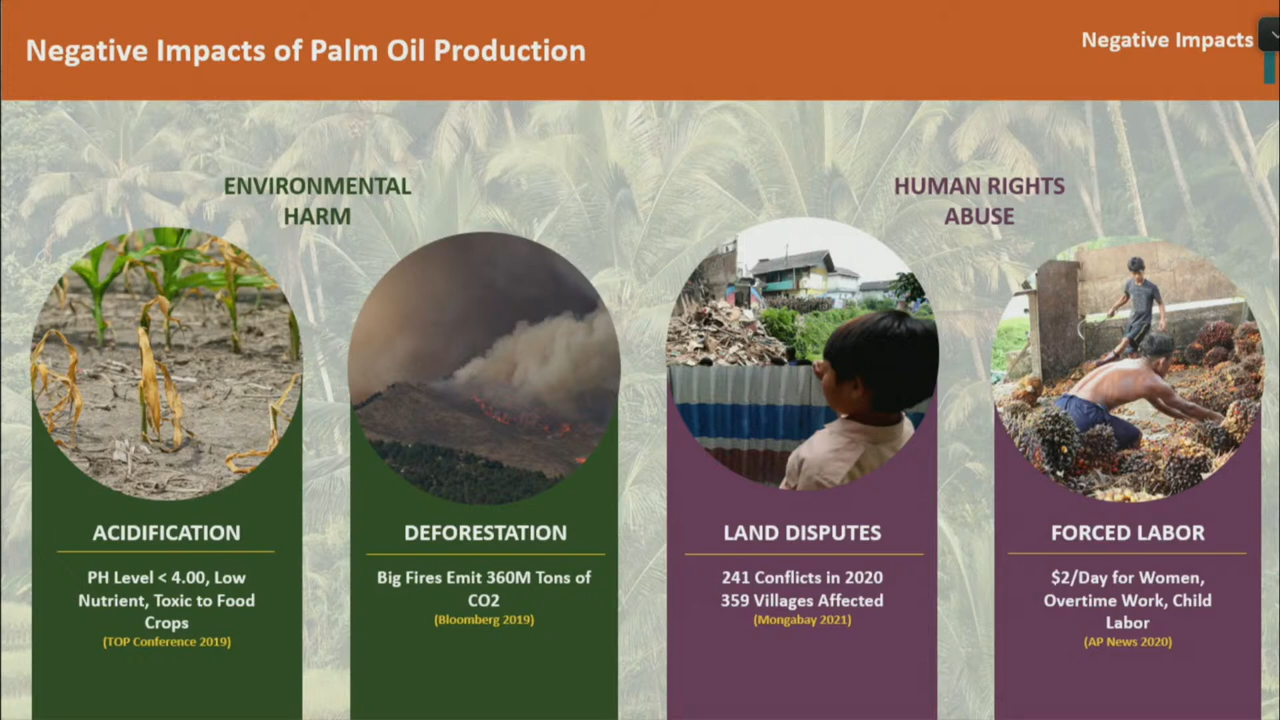 Negative Impacts of Palm Oil Production
Negative Impacts
ENVIRONMENTAL
HARM
HUMAN RIGHTS
ABUSE
ACIDIFICATION
PH Level < 4.00, Low
Nutrient, Toxic to Food
Crops
(TOP Conference 2019)
DEFORESTATION
Big Fires Emit 360M Tons of
CO2
(Bloomberg 2019)
LAND DISPUTES
241 Conflicts in 2020
359 Villages Affected
(Mongabay 2021)
FORCED LABOR
$2/Day for Women,
Overtime Work, Child
Labor
(AP News 2020)